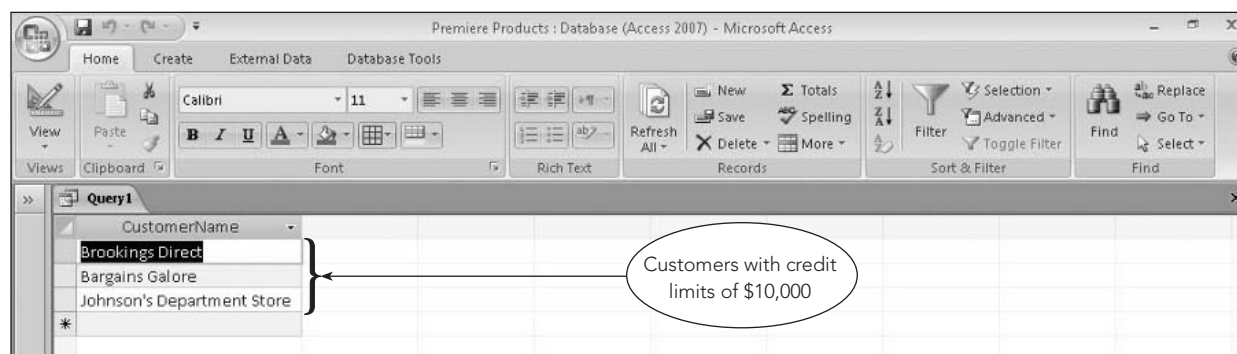 Premiere Products : Database (Access 2007) - Microsoft Access
Home Create External Data Database Tools
View
Paste
Calibri 11
B I U A
ab
Refresh All
New
Save
Delete
Totals
Spelling
More
A Z
Z A
Filter
Selection
Advanced
Toggle Filter
Find
Replace
Go To
Select
Views Clipboard Font Rich Text Records Sort & Filter Find
Query1
CustomerName
Brookings Direct
Bargains Galore
Johnson's Department Store
Customers with credit
limits of $10,000